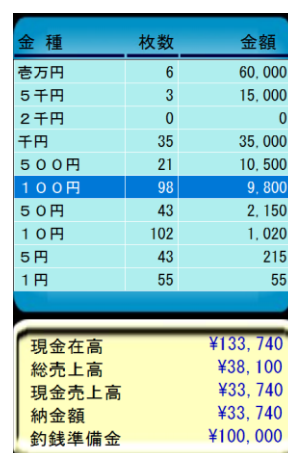 金 種 枚数 金額
壱万円 6 60,000
５千円 3 15,000
２千円 0 0
千円 35 35,000
５００円 21 10,500
１００円 98 9,800
５０円 43 2,150
１０円 102 1,020
５円 43 215
１円 55 55
現金在高 ¥133,740
総売上高 ¥38,100
現金売上高 ¥33,740
納金額 ¥33,740
釣銭準備金 ¥100,000